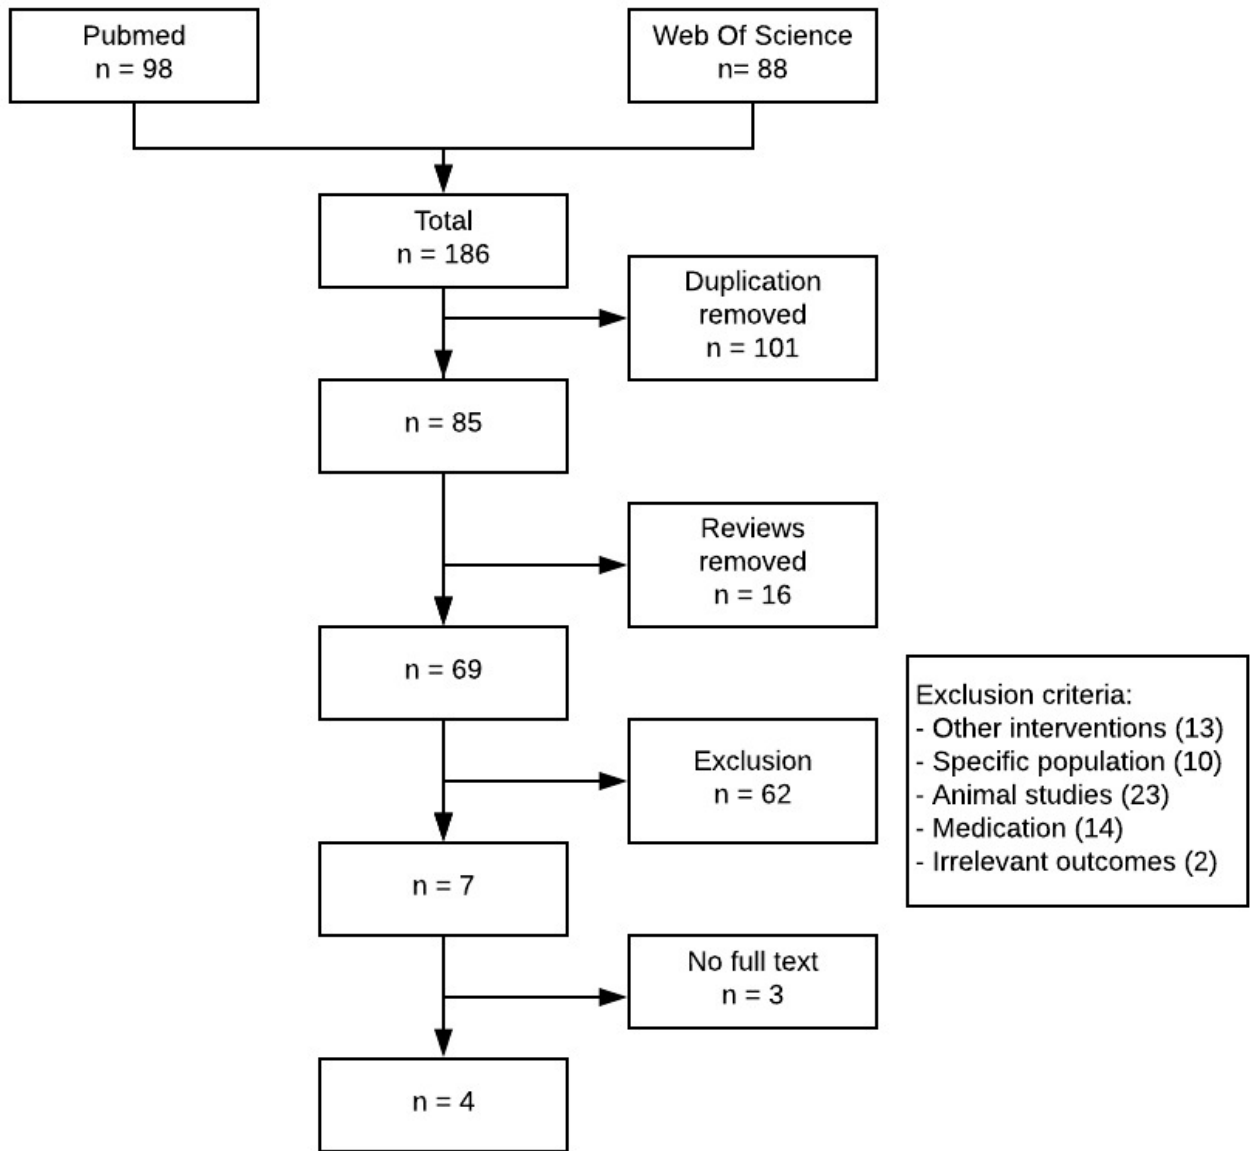 Pubmed
n = 98
Web Of Science
n= 88
Total
n = 186
Duplication
removed
n = 101
n = 85
Reviews
removed
n = 16
n = 69
Exclusion
n = 62
Exclusion criteria:
- Other interventions (13)
- Specific population (10)
- Animal studies (23)
- Medication (14)
- Irrelevant outcomes (2)
n = 7
No full text
n = 3
n = 4